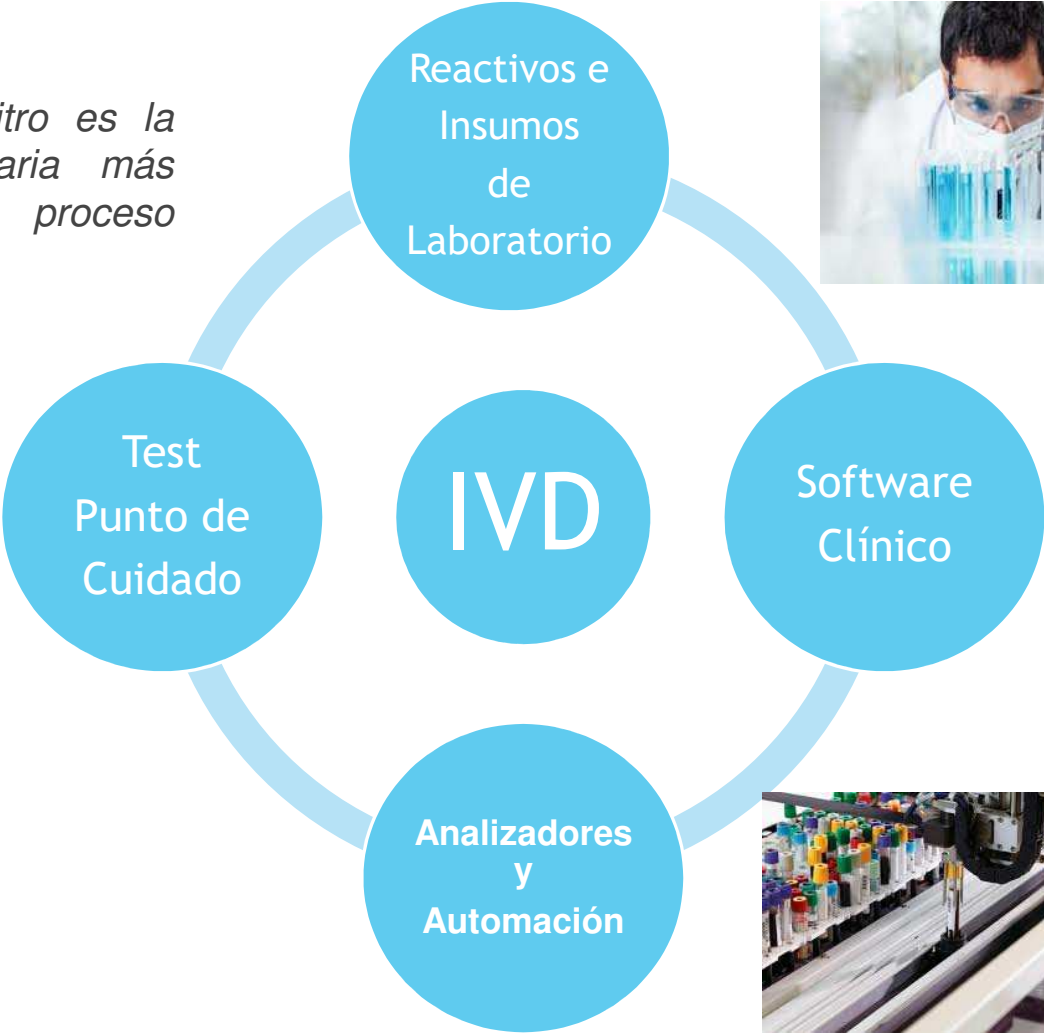 itro es la
aria más
proceso
Reactivos e
Insumos
de
Laboratorio
Test
Punto de
Cuidado
IVD
Software
Clínico
Analizadores
y
Automación